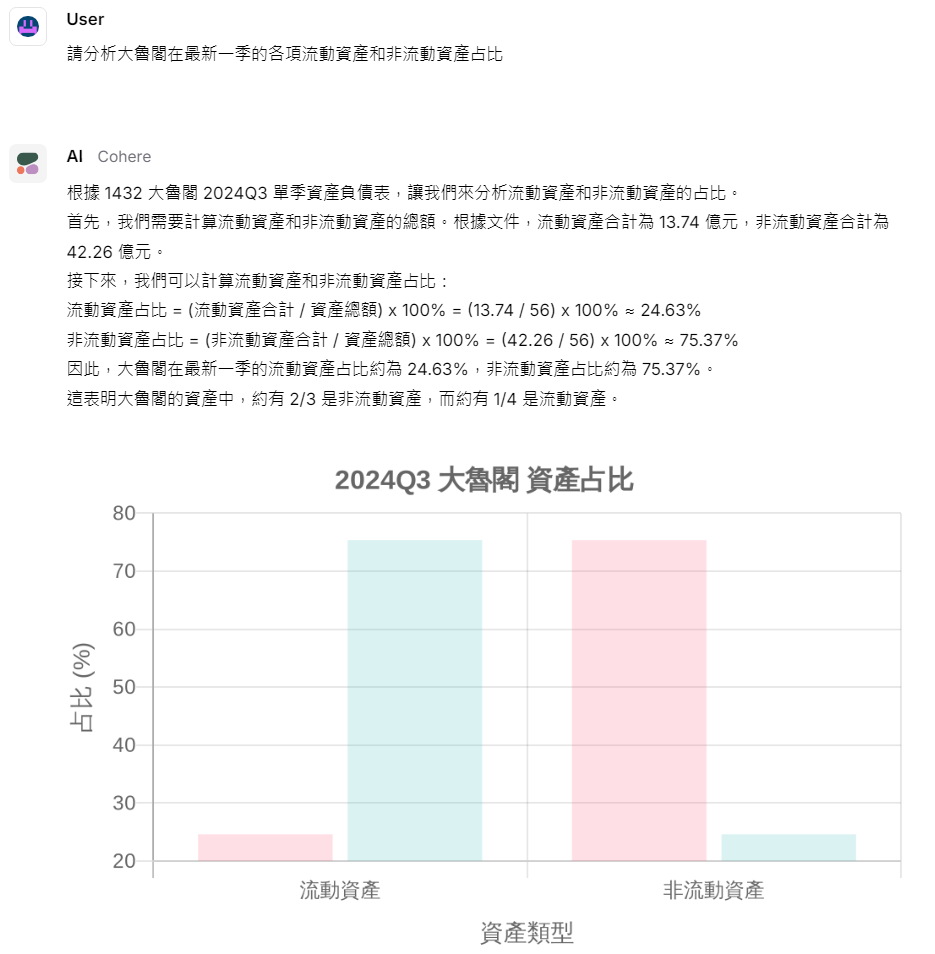 User
請分析大魯閣在最新一季的各項流動資產和非流動資產占比
AI Cohere
根據 1432 大魯閣 2024Q3 單季資產負債表，讓我們來分析流動資產和非流動資產的占比。
首先，我們需要計算流動資產和非流動資產的總額。根據文件，流動資產合計為 13.74 億元，非流動資產合計為
42.26 億元。
接下來，我們可以計算流動資產和非流動資產占比：
流動資產占比 = (流動資產合計 / 資產總額) x 100% = (13.74 / 56) x 100% ≈ 24.63%
非流動資產占比 = (非流動資產合計 / 資產總額) x 100% = (42.26 / 56) x 100% ≈ 75.37%
因此，大魯閣在最新一季的流動資產占比約為 24.63%，非流動資產占比約為 75.37%。
這表明大魯閣的資產中，約有 2/3 是非流動資產，而約有 1/4 是流動資產。
2024Q3 大魯閣 資產占比
80
70
60
50
40
30
20
占比 (%)
流動資產 非流動資產
資產類型